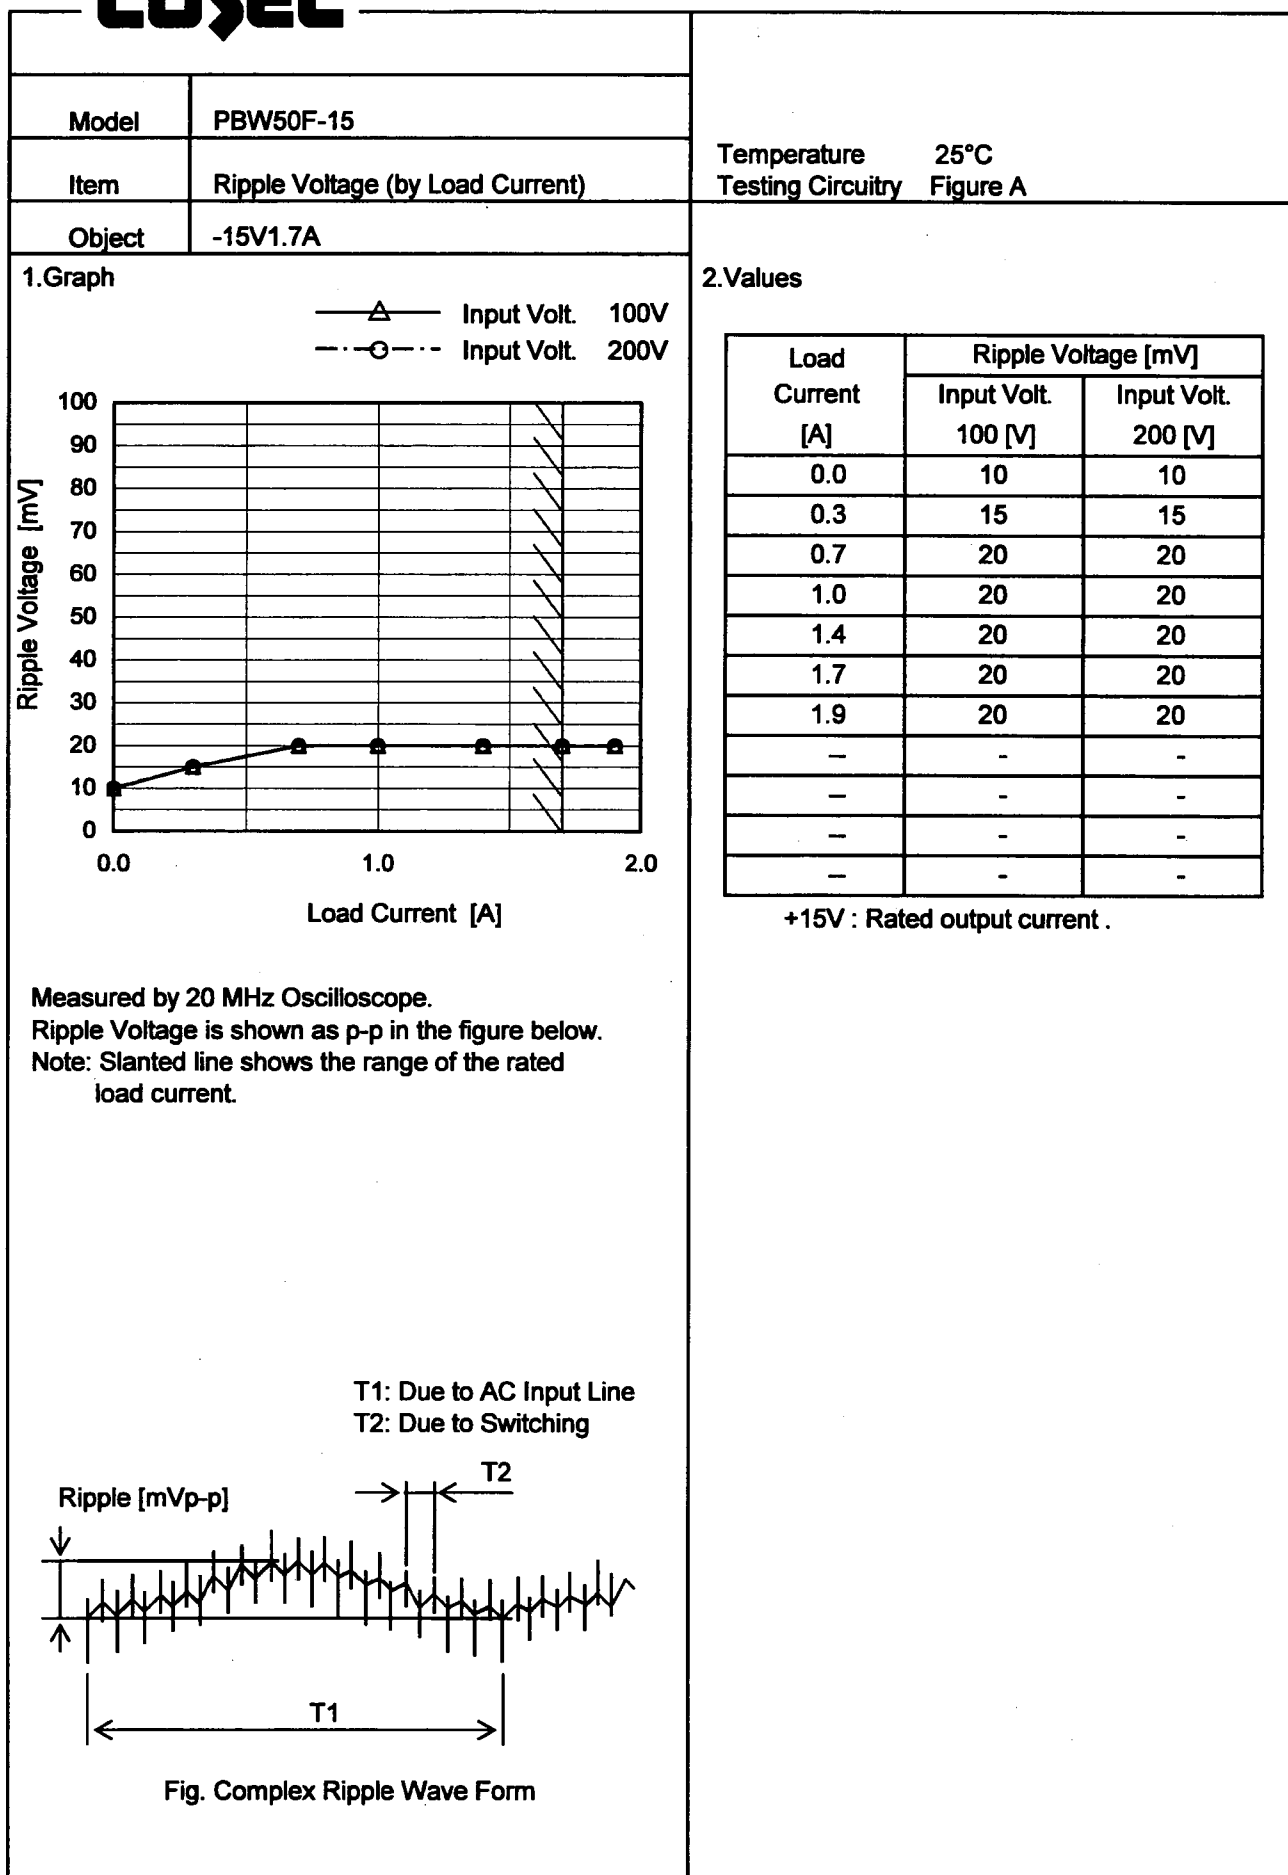 COSEL
Model PBW50F-15
Item Ripple Voltage (by Load Current)
Object -15V1.7A
Temperature 25°C
Testing Circuitry Figure A
1.Graph
Input Volt. 100V
Input Volt. 200V
100
90
80
70
60
50
40
30
20
10
0
Ripple Voltage [mV]
0.0 1.0 2.0
Load Current [A]
Measured by 20 MHz Oscilloscope.
Ripple Voltage is shown as p-p in the figure below.
Note: Slanted line shows the range of the rated
load current.
T1: Due to AC Input Line
T2: Due to Switching
T2
Ripple [mVp-p]
T1
Fig. Complex Ripple Wave Form
2.Values
Load Ripple Voltage [mV]
Current Input Volt. Input Volt.
[A] 100 [V] 200 [V]
0.0 10 10
0.3 15 15
0.7 20 20
1.0 20 20
1.4 20 20
1.7 20 20
1.9 20 20
– - -
– - -
– - -
– - -
+15V : Rated output current .